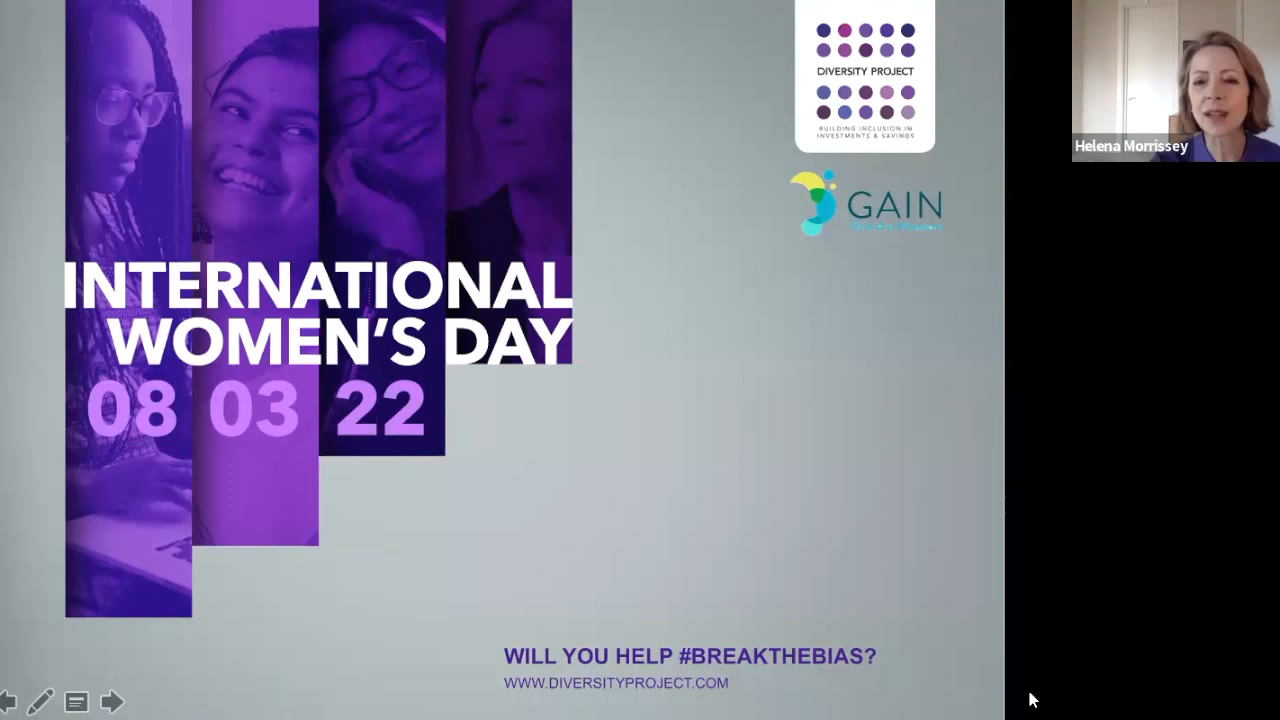 DIVERSITY PROJECT
BUILDING INCLUSION IN
INVESTMENTS & SAVINGS
Helena Morrissey
GAIN
INTERNATIONAL
WOMEN'S DAY
08 03 22
WILL YOU HELP #BREAKTHEBIAS?
WWW.DIVERSITYPROJECT.COM